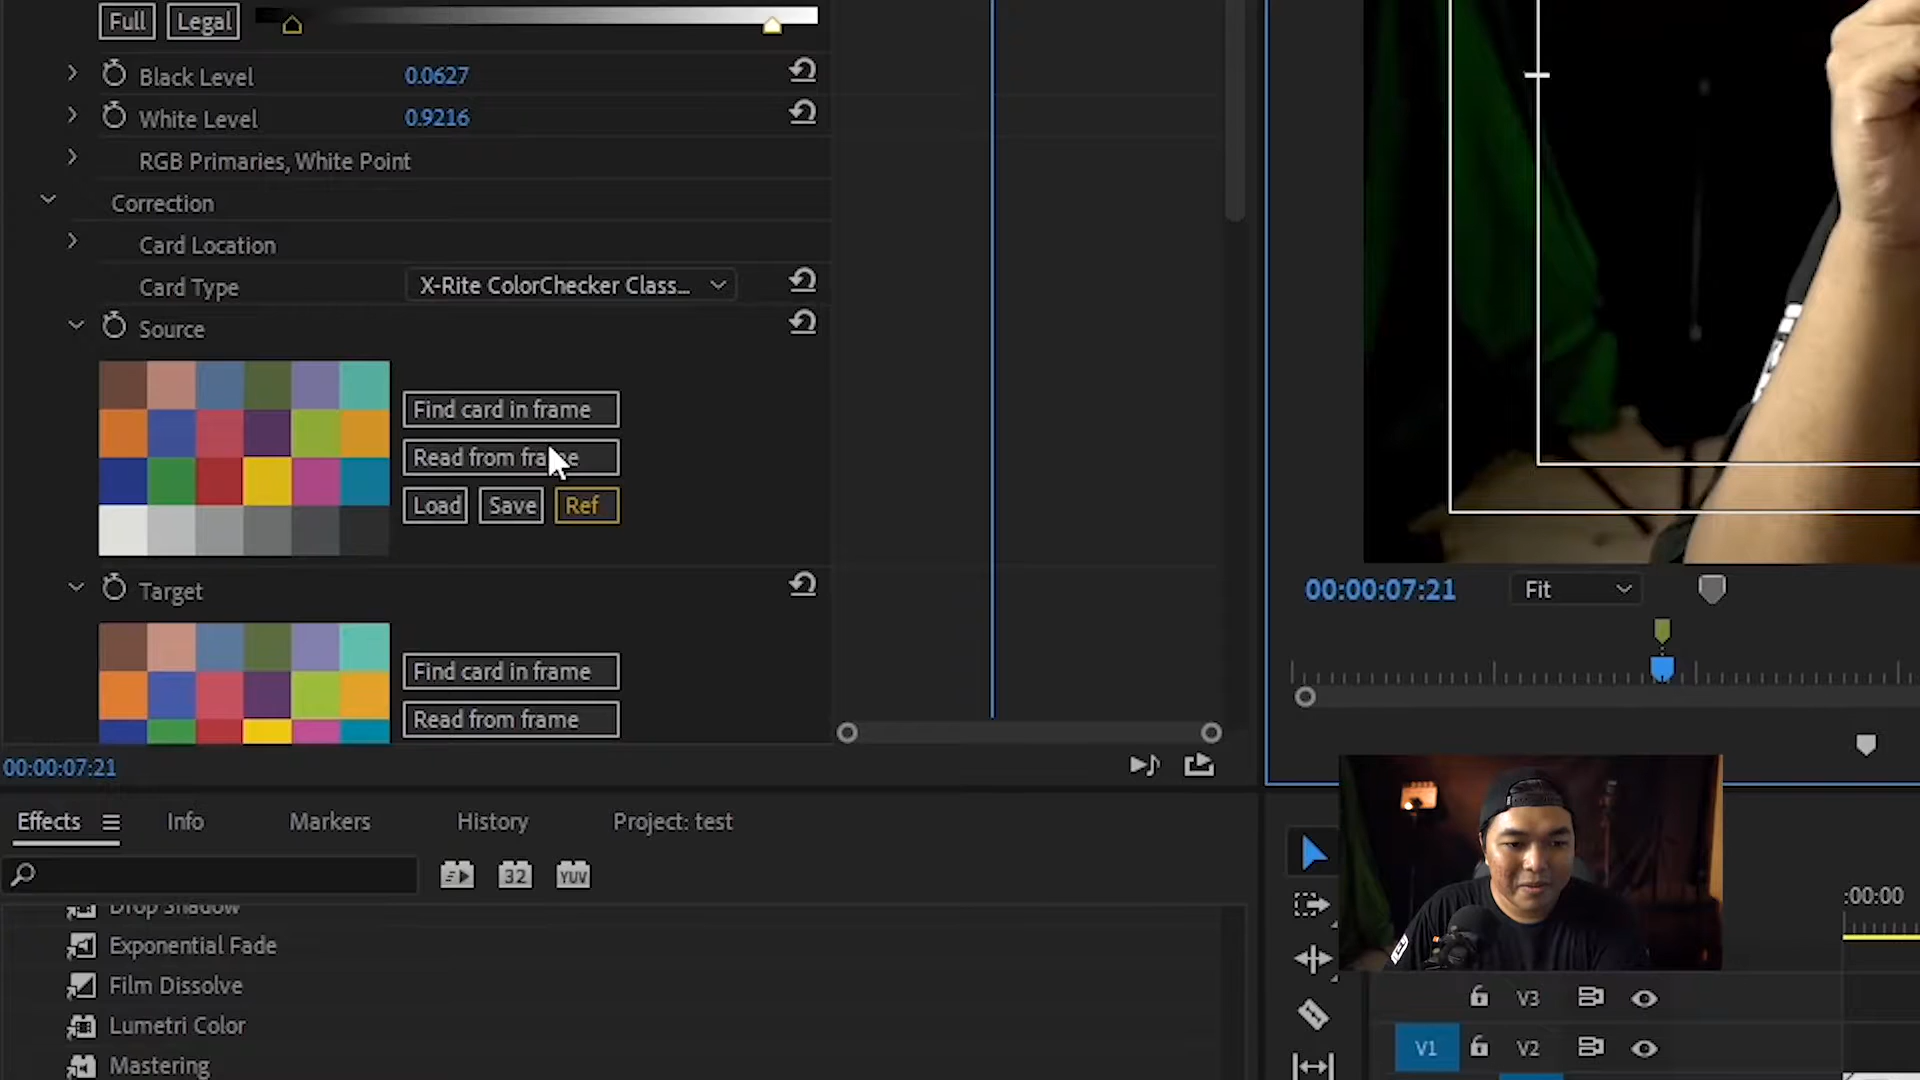 Full Legal
Black Level 0.0627
White Level 0.9216
RGB Primaries, White Point
Correction
Card Location
Card Type X-Rite ColorChecker Class...
Source
Find card in frame
Read from frame
Load Save Ref
Target
Find card in frame
Read from frame
00:00:07:21
00:00:07:21 Fit
Effects Info Markers History Project: test
32 YUV
Drop Shadow
Exponential Fade
Film Dissolve
Lumetri Color
Mastering
:00:00
V3
V1 V2